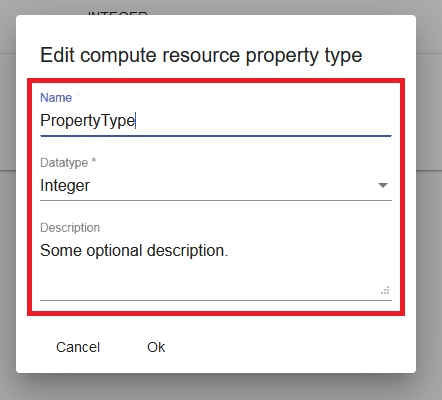 INTEGER
Edit compute resource property type
Name
PropertyType
Datatype *
Integer
Description
Some optional description.
Cancel
Ok